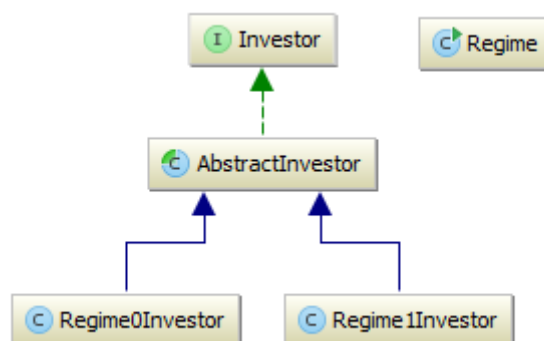 I Investor
C Regime
C AbstractInvestor
C Regime0Investor
C Regime1Investor